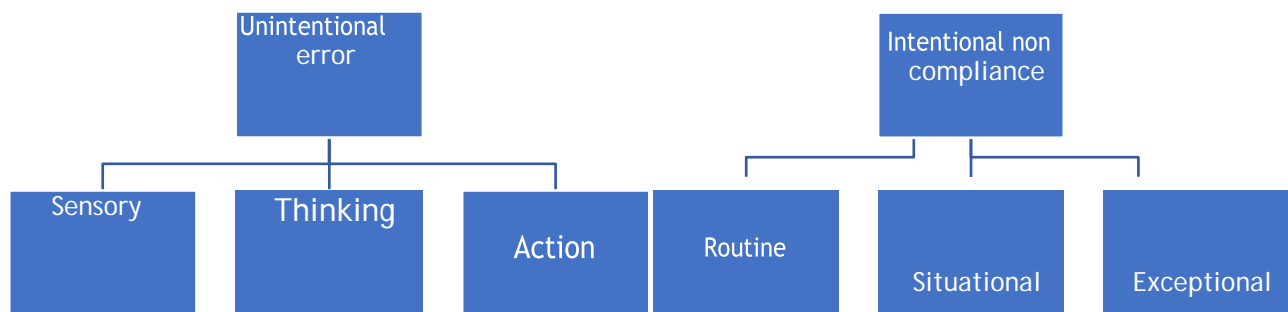 Unintentional
error
Intentional non
compliance
Sensory
Thinking
Action
Routine
Situational
Exceptional